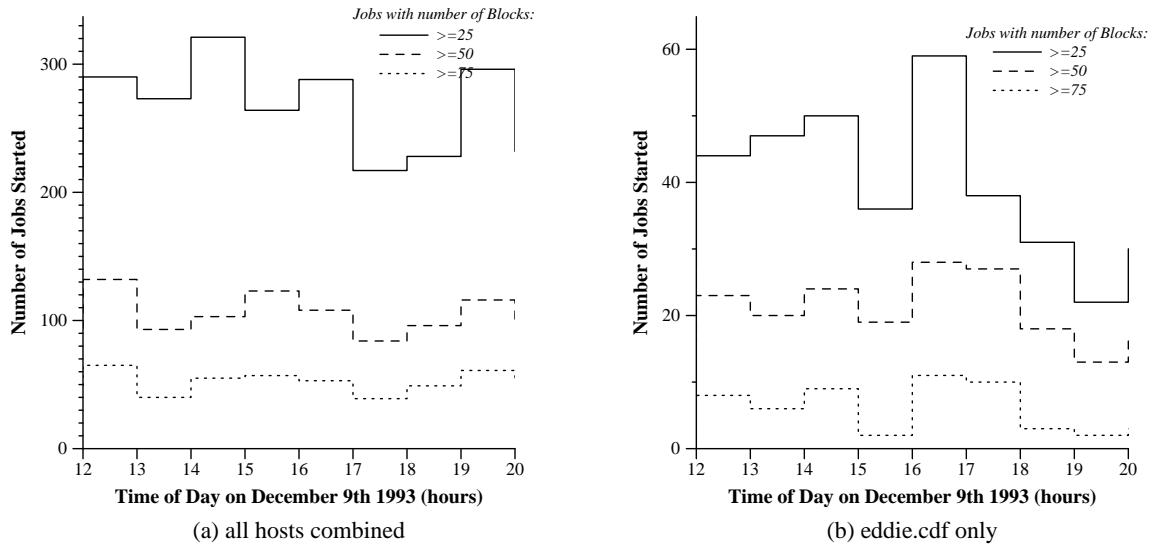 Jobs with number of Blocks:
>=25
>=50
>=75
300
200
100
0
Number of Jobs Started
12 13 14 15 16 17 18 19 20
Time of Day on December 9th 1993 (hours)
(a) all hosts combined
Jobs with number of Blocks:
>=25
>=50
>=75
60
40
20
0
Number of Jobs Started
12 13 14 15 16 17 18 19 20
Time of Day on December 9th 1993 (hours)
(b) eddie.cdf only